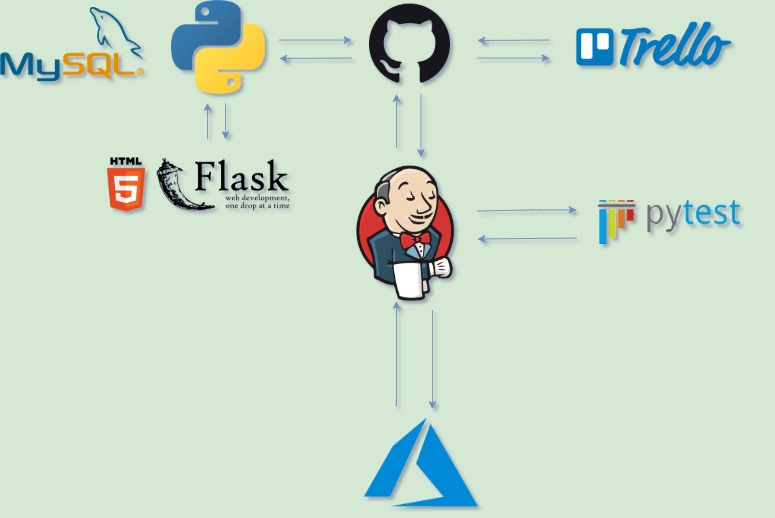 MySQL®
Trello
HTML
5
Flask
web development,
one drop at a time
pytest